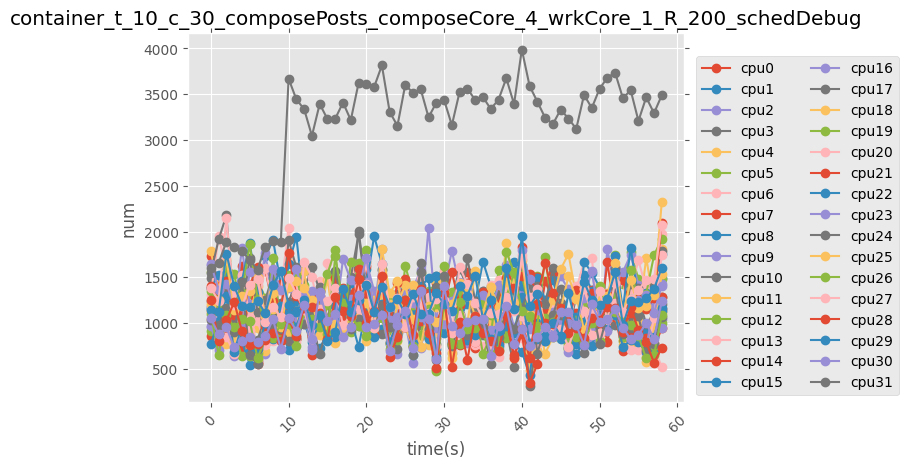 container_t_10_c_30_composePosts_composeCore_4_wrkCore_1_R_200_schedDebug
4000
3500
3000
2500
2000
1500
1000
500
num
0
10
20
30
40
50
60
time(s)
cpu0
cpu1
cpu2
cpu3
cpu4
cpu5
cpu6
cpu7
cpu8
cpu9
cpu10
cpu11
cpu12
cpu13
cpu14
cpu15
cpu16
cpu17
cpu18
cpu19
cpu20
cpu21
cpu22
cpu23
cpu24
cpu25
cpu26
cpu27
cpu28
cpu29
cpu30
cpu31